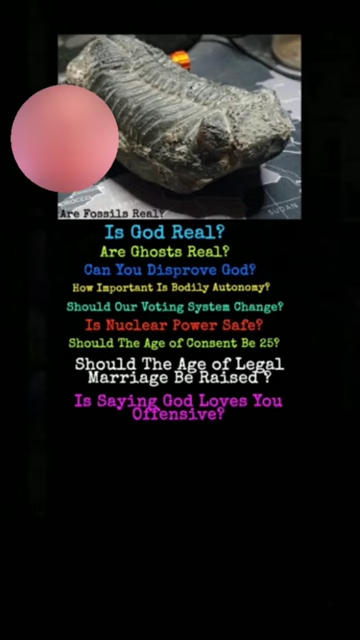 SUDAN
Are Fossils Real?
Is God Real?
Are Ghosts Real?
Can You Disprove God?
How Important Is Bodily Autonomy?
Should Our Voting System Change?
Is Nuclear Power Safe?
Should The Age of Consent Be 25?
Should The Age of Legal
Marriage Be Raised ?
Is Saying God Loves You
Offensive?